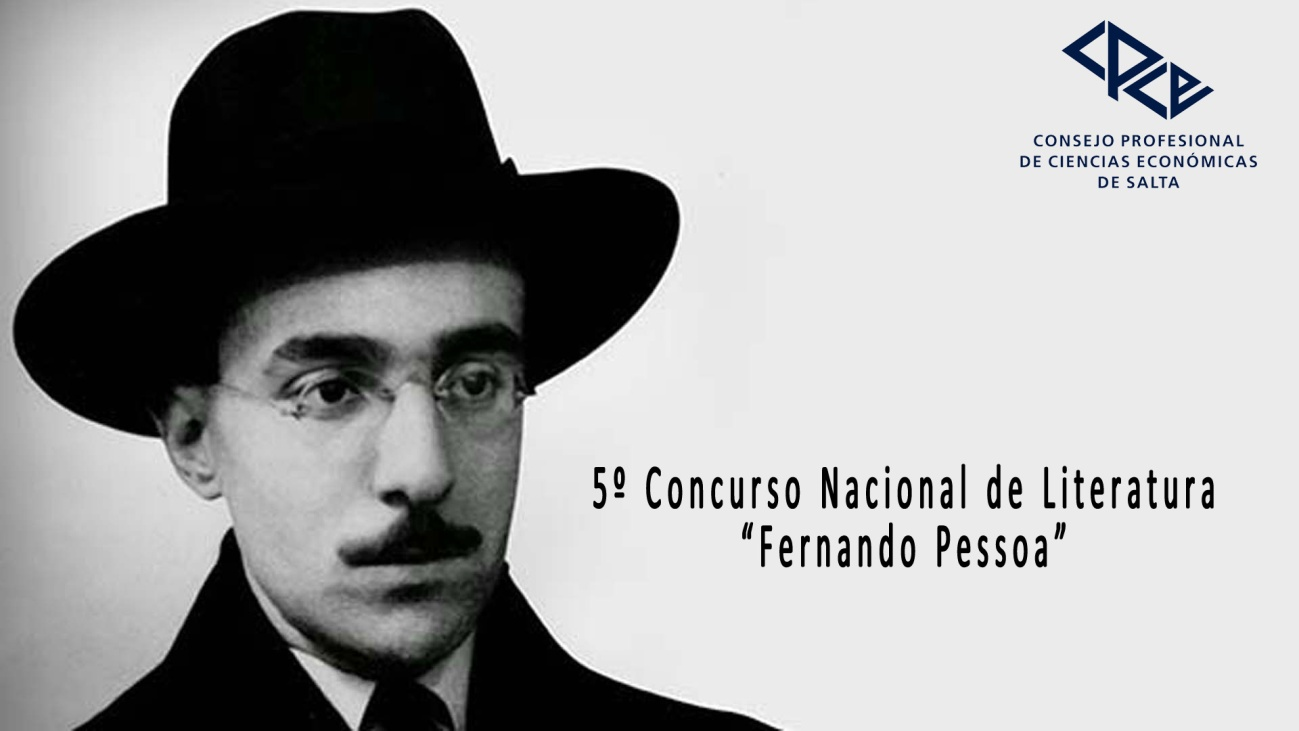 CPCE
CONSEJO PROFESIONAL
DE CIENCIAS ECONÓMICAS
DE SALTA
5º Concurso Nacional de Literatura
“Fernando Pessoa”